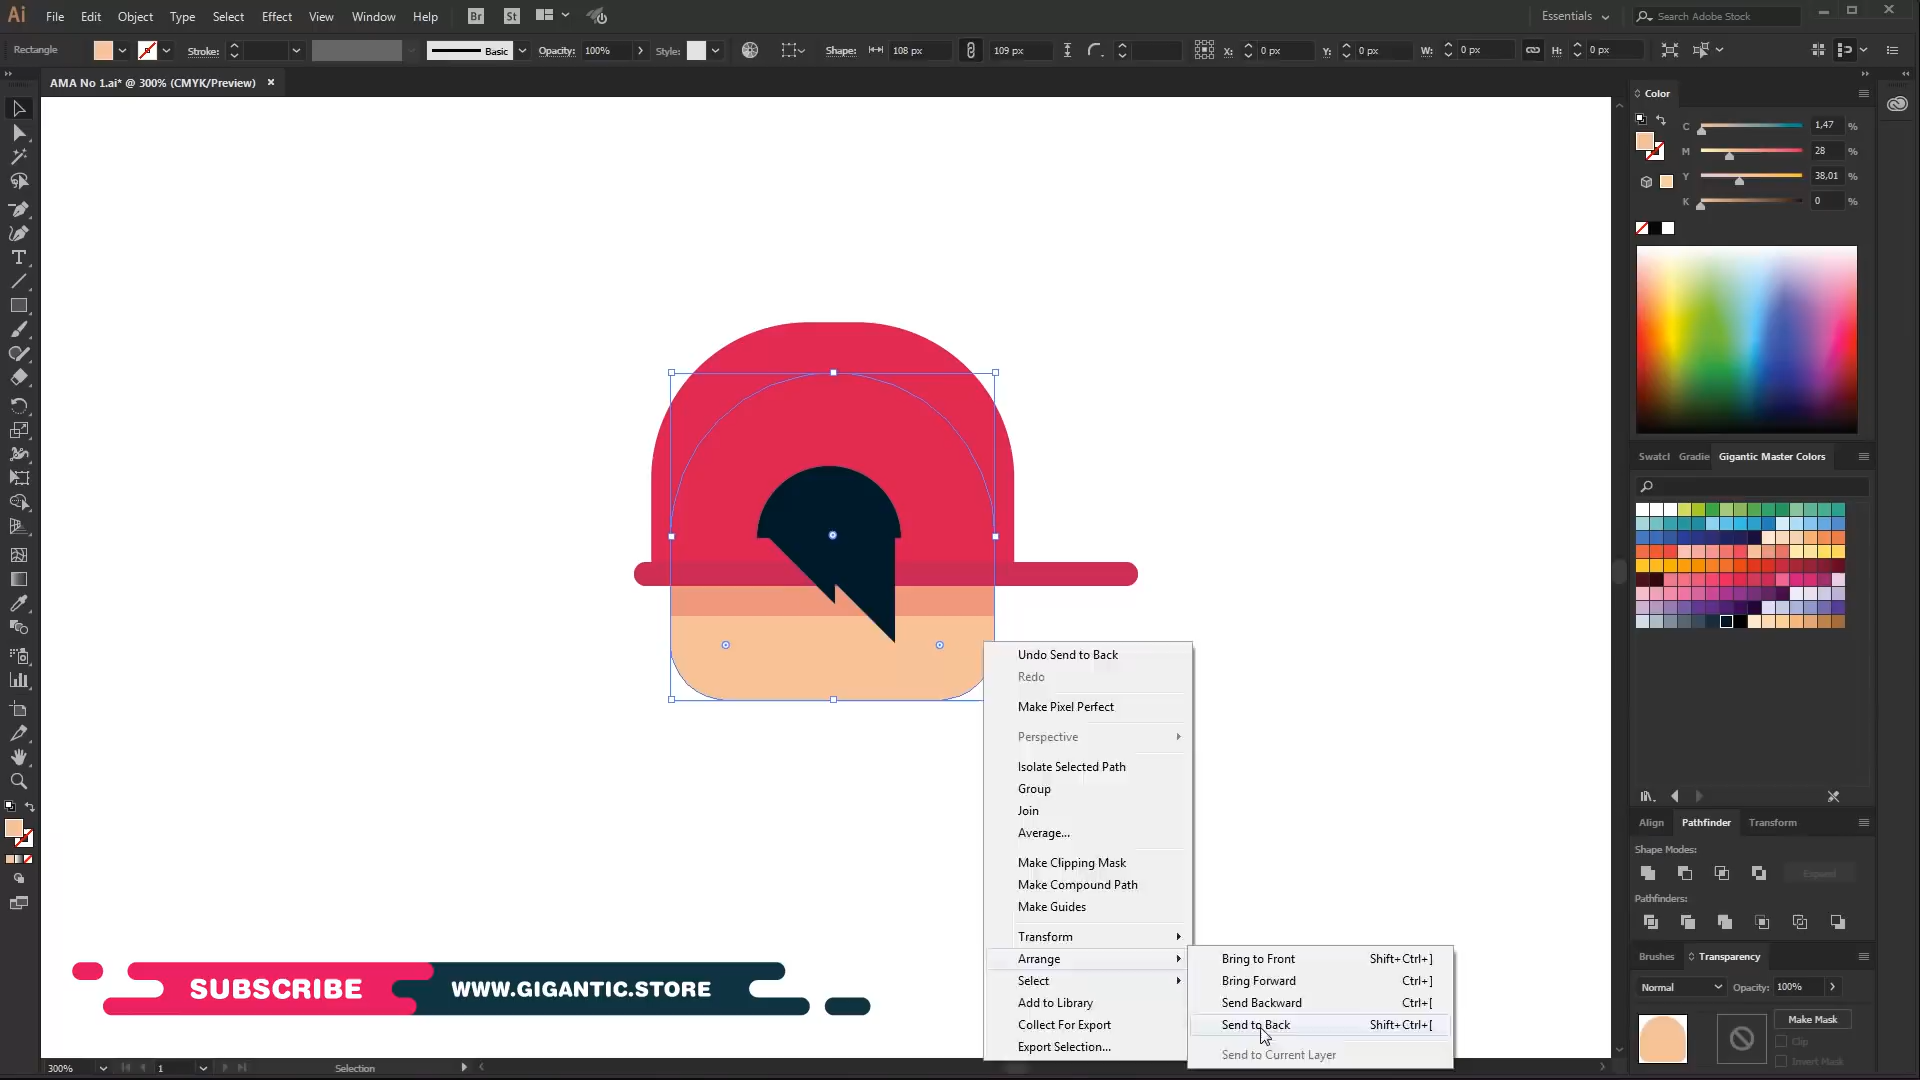 Ai File Edit Object Type Select Effect View Window Help Br St Essentials Search Adobe Stock
Rectangle Stroke: Basic Opacity: 100% Style: Shape: 108 px 109 px X: 0 px Y: 0 px W: 0 px H: 0 px
AMA No 1.ai* @ 300% (CMYK/Preview)
Color
C 1,47 %
M 28 %
Y 38,01 %
K 0 %
Swatcl Gradie Gigantic Master Colors
Undo Send to Back
Redo
Make Pixel Perfect
Perspective
Isolate Selected Path
Group
Join
Average...
Make Clipping Mask
Make Compound Path
Make Guides
Transform
Arrange
Select
Add to Library
Collect For Export
Export Selection...
Bring to Front Shift+Ctrl+]
Bring Forward Ctrl+]
Send Backward Ctrl+[
Send to Back Shift+Ctrl+[
Send to Current Layer
Align Pathfinder Transform
Shape Modes:
Expand
Pathfinders:
Brushes Transparency
Normal Opacity: 100%
Make Mask
Clip
Invert Mask
SUBSCRIBE WWW.GIGANTIC.STORE
300% 1 Selection